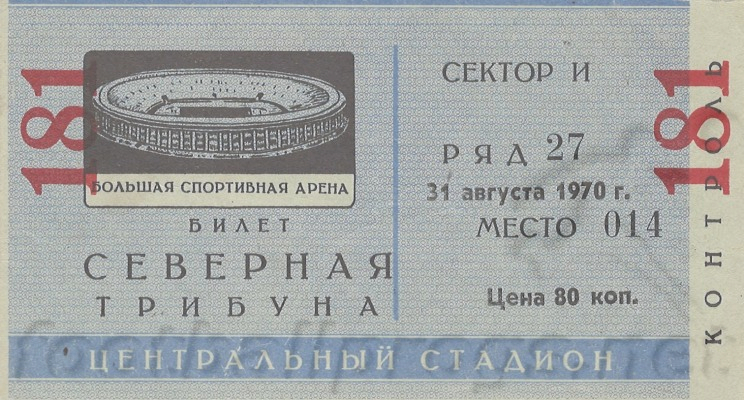 181
БОЛЬШАЯ СПОРТИВНАЯ АРЕНА
БИЛЕТ
СЕВЕРНАЯ
ТРИБУНА
СЕКТОР И
РЯД 27
31 августа 1970 г.
МЕСТО 014
Цена 80 коп.
ЦЕНТРАЛЬНЫЙ СТАДИОН
181
КОНТРОЛЬ